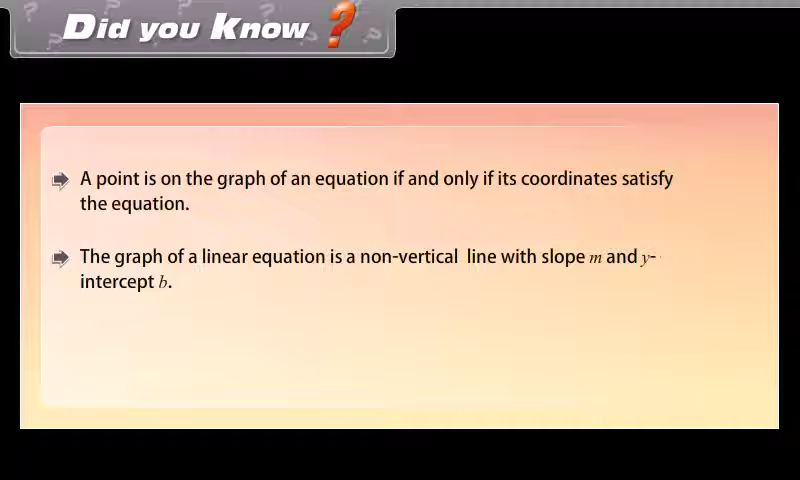 Did you Know ?
A point is on the graph of an equation if and only if its coordinates satisfy
the equation.
The graph of a linear equation is a non-vertical line with slope m and y-
intercept b.